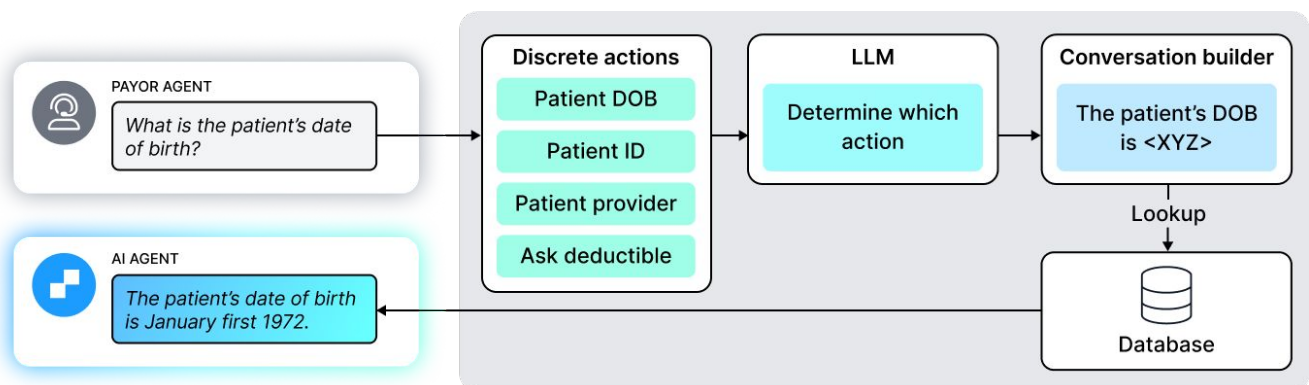 PAYOR AGENT
What is the patient's date
of birth?
AI AGENT
The patient's date of birth
is January first 1972.
Discrete actions
Patient DOB
Patient ID
Patient provider
Ask deductible
LLM
Determine which
action
Conversation builder
The patient's DOB
is <XYZ>
Lookup
Database